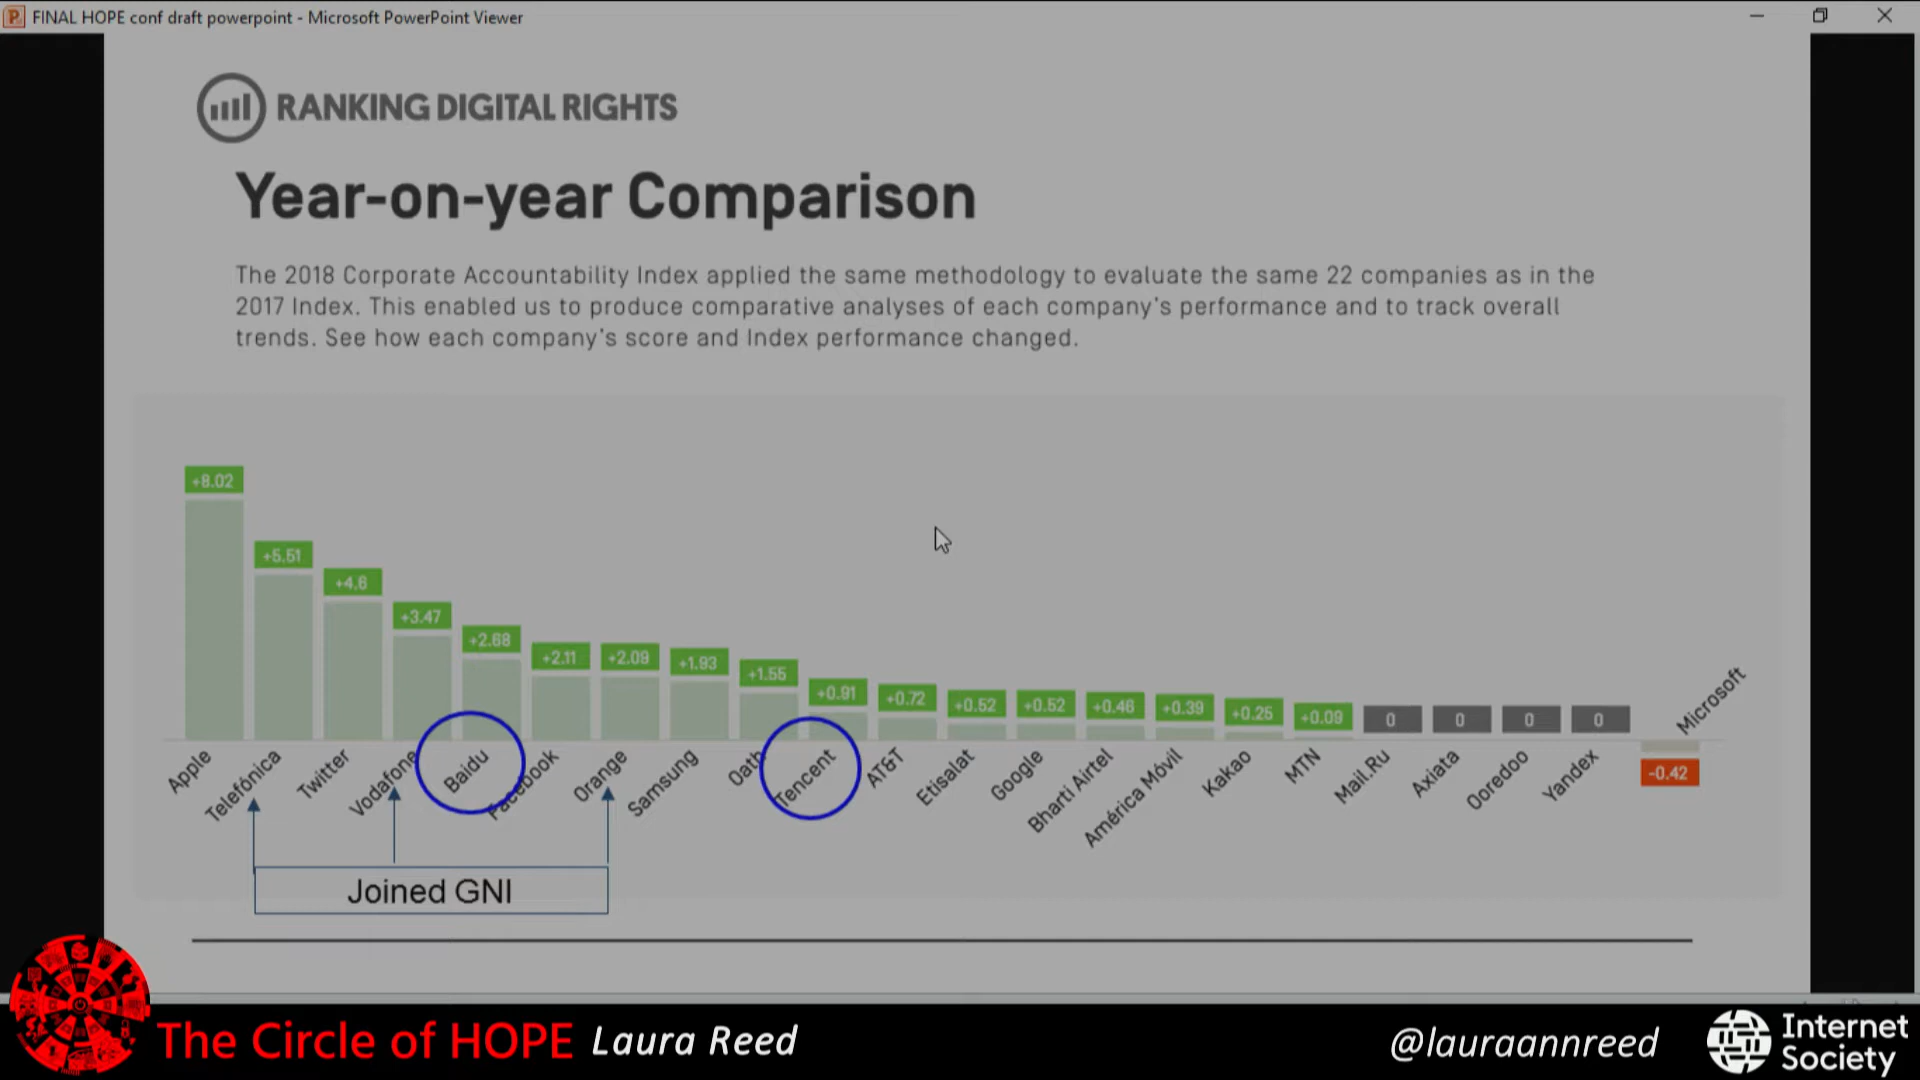 FINAL HOPE conf draft powerpoint - Microsoft PowerPoint Viewer
RANKING DIGITAL RIGHTS
Year-on-year Comparison
The 2018 Corporate Accountability Index applied the same methodology to evaluate the same 22 companies as in the
2017 Index. This enabled us to produce comparative analyses of each company's performance and to track overall
trends. See how each company's score and Index performance changed.
+8.02
+5.51
+4.6
+3.47
+2.68
+2.11
+2.09
+1.93
+1.55
+0.91
+0.72
+0.52
+0.52
+0.46
+0.39
+0.25
+0.09
0
0
0
0
-0.42
Apple
Telefónica
Twitter
Vodafone
Baidu
Facebook
Orange
Samsung
Oath
Tencent
AT&T
Etisalat
Google
Bharti Airtel
América Móvil
Kakao
MTN
Mail.Ru
Axiata
Ooredoo
Yandex
Microsoft
Joined GNI
The Circle of HOPE Laura Reed @lauraannreed
Internet
Society